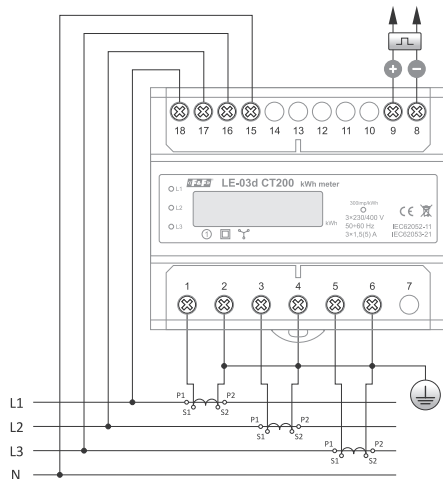 + −
18 17 16 15 14 13 12 11 10 9 8
F&F LE-03d CT200 kWh meter
L1
L2
L3
kWh
300imp/kWh
3×230/400 V
50÷60 Hz
3×1,5(5) A
CE
IEC62052-11
IEC62053-21
1
1 2 3 4 5 6 7
L1 P1 S1 S2 P2
L2 P1 S1 S2 P2
L3 P1 S1 S2 P2
N